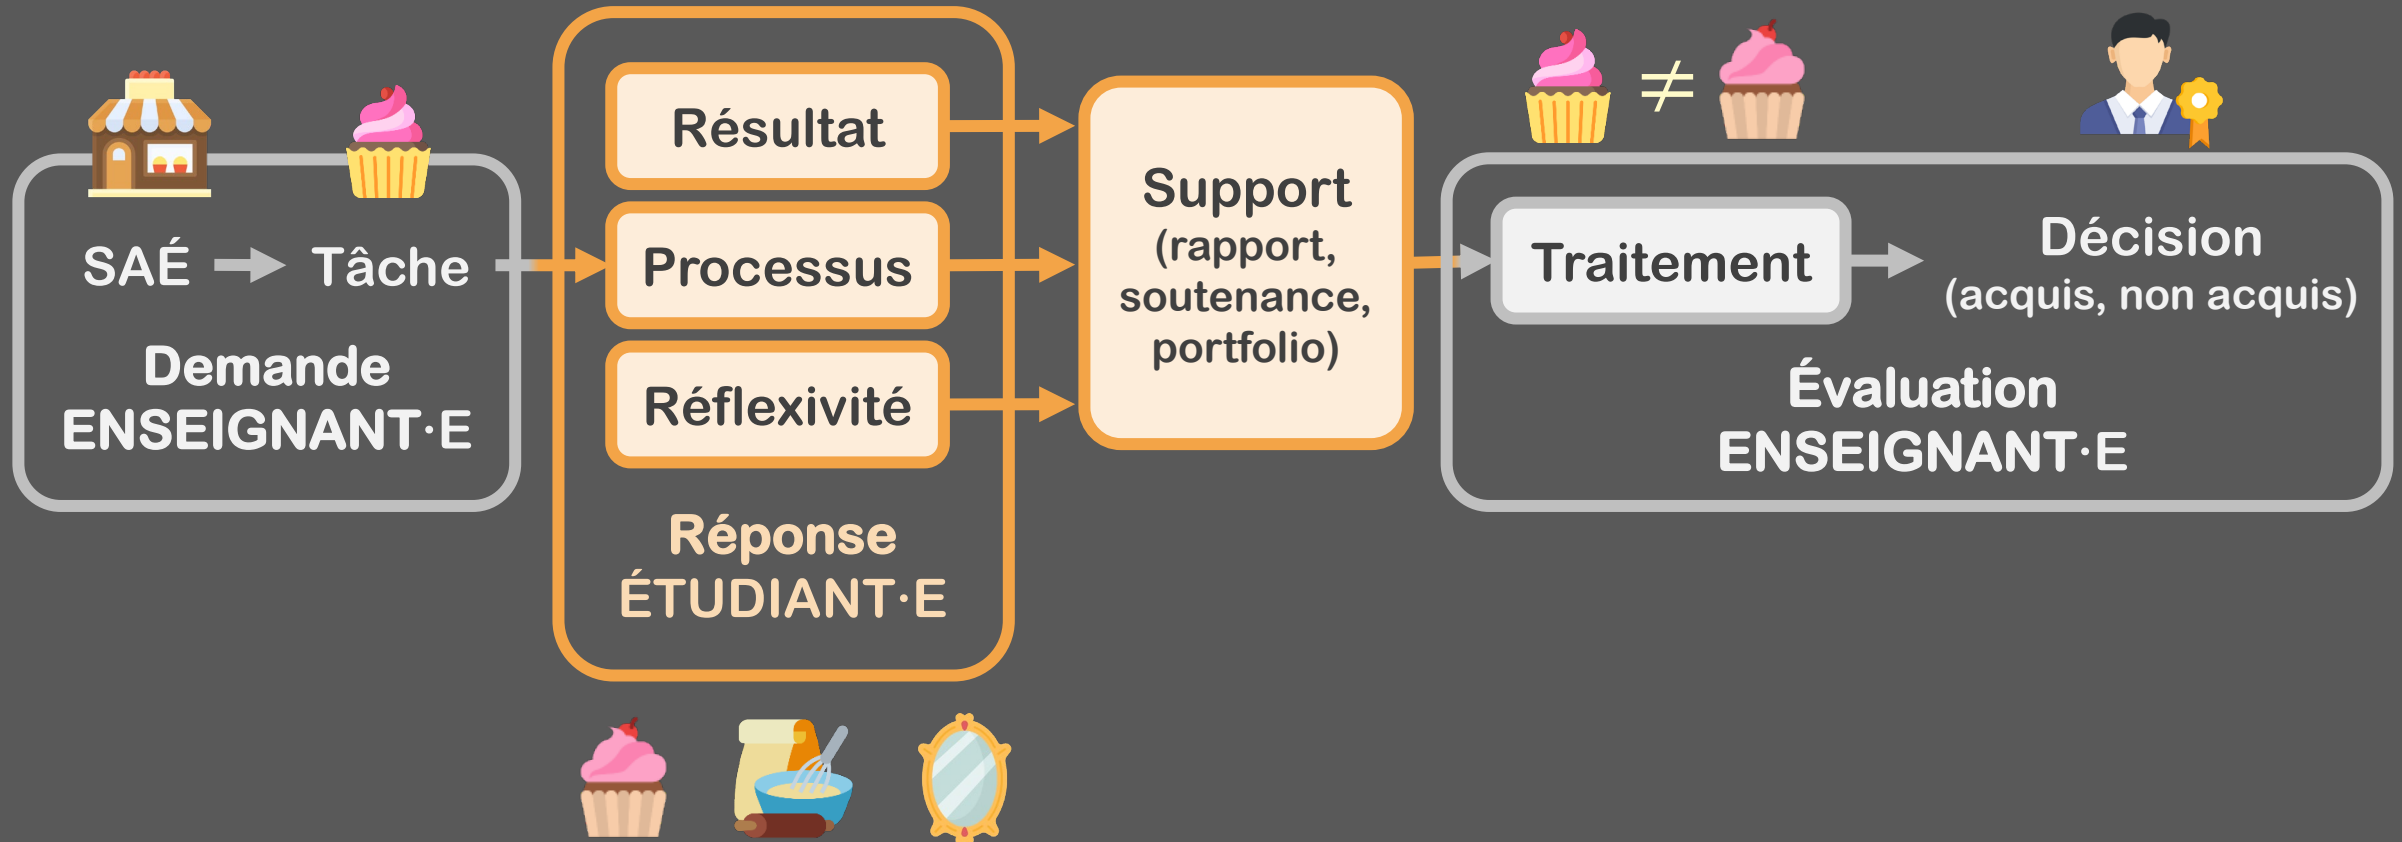 SAÉ
Tâche
Demande
ENSEIGNANT·E
Résultat
Processus
Réflexivité
Réponse
ÉTUDIANT·E
Support
(rapport,
soutenance,
portfolio)
≠
Traitement
Décision
(acquis, non acquis)
Évaluation
ENSEIGNANT·E